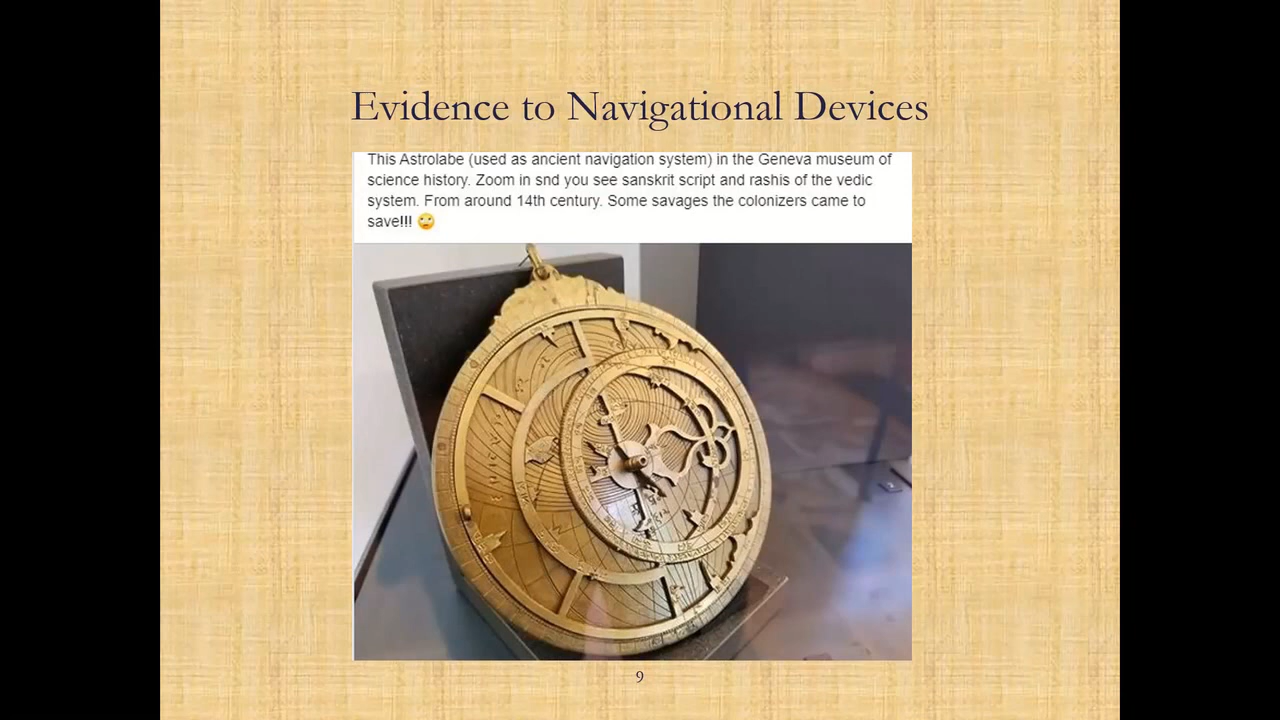 Evidence to Navigational Devices
This Astrolabe (used as ancient navigation system) in the Geneva museum of
science history. Zoom in snd you see sanskrit script and rashis of the vedic
system. From around 14th century. Some savages the colonizers came to
save!!! 🙄
9